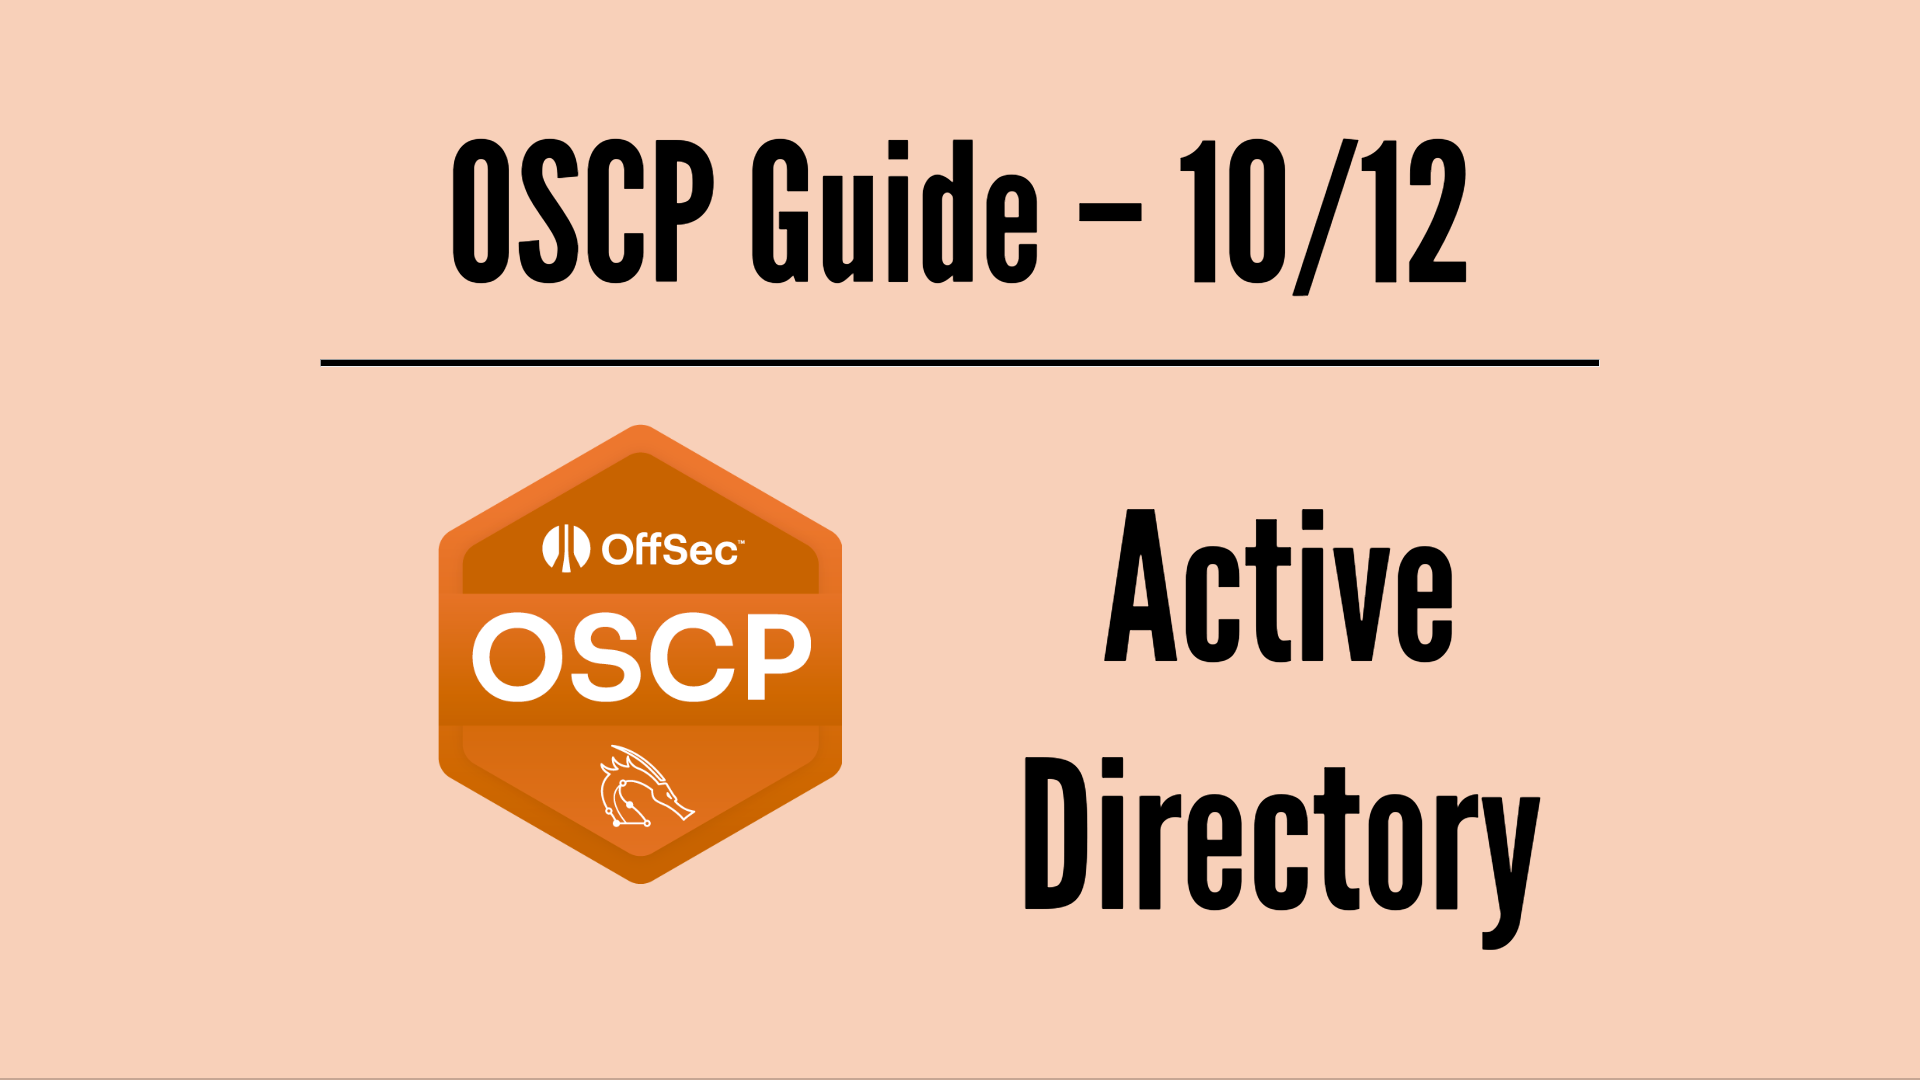 OSCP Guide – 10/12
OffSec™
OSCP
Active
Directory